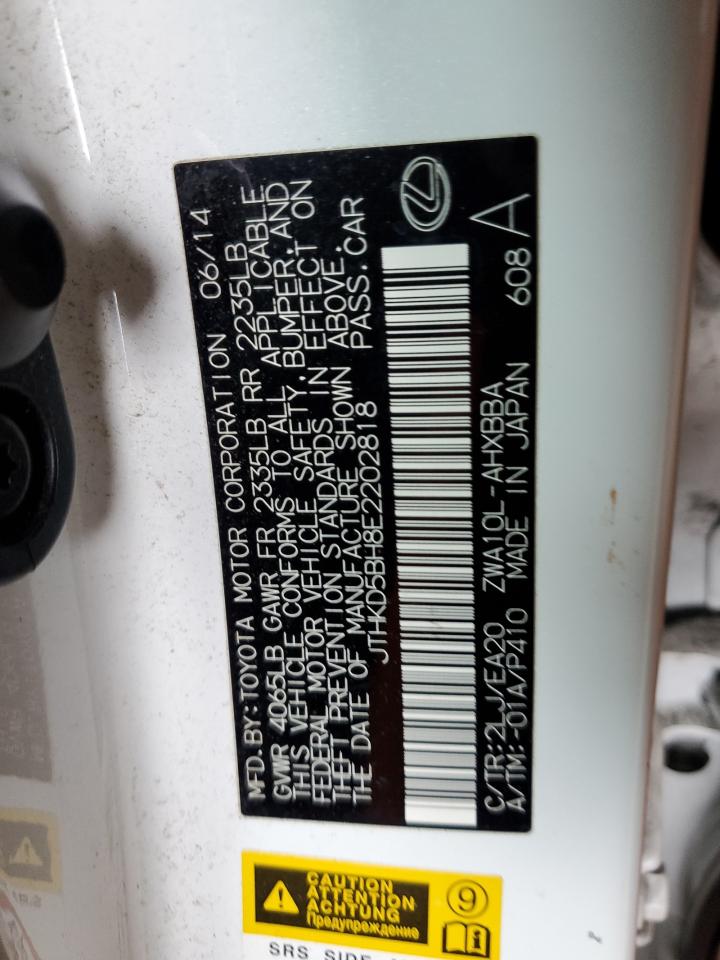 MFD.BY:TOYOTA MOTOR CORPORATION 06/14
GVWR 4065LB GAWR FR 2335LB RR 2235LB
THIS VEHICLE CONFORMS TO ALL APPLICABLE
FEDERAL MOTOR VEHICLE SAFETY, BUMPER, AND
THEFT PREVENTION STANDARDS IN EFFECT ON
THE DATE OF MANUFACTURE SHOWN ABOVE.
JTHKD5BH8E2202818 PASS.CAR
C/TR:2LJ/EA20 ZWA10L-AHXBBA 608 A
A/TM:-01A/P410 MADE IN JAPAN
CAUTION
ATTENTION
ACHTUNG
Предупреждение
9
SRS SIDE